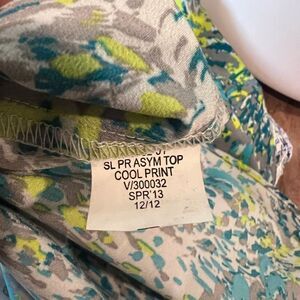 SL PR ASYM TOP
COOL PRINT
V/300032
SPR'13
12/12